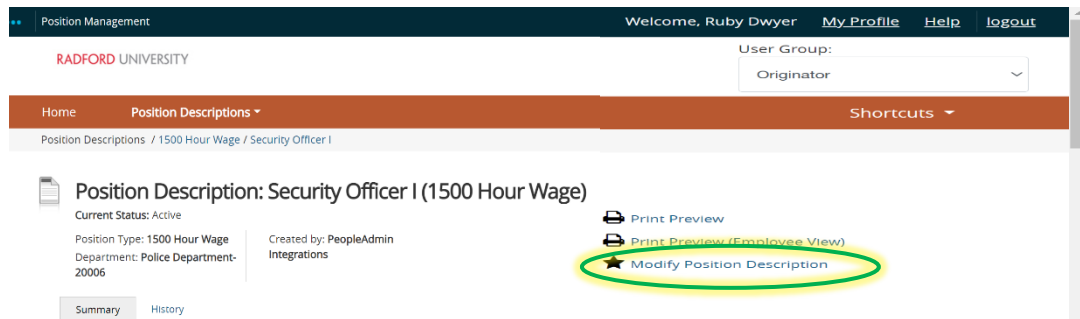 Position Management Welcome, Ruby Dwyer My Profile Help logout
RADFORD UNIVERSITY
User Group:
Originator
Home Position Descriptions Shortcuts
Position Descriptions / 1500 Hour Wage / Security Officer I
Position Description: Security Officer I (1500 Hour Wage)
Current Status: Active
Position Type: 1500 Hour Wage
Department: Police Department-
20006
Created by: PeopleAdmin
Integrations
Print Preview
Print Preview (Employee View)
Modify Position Description
Summary History